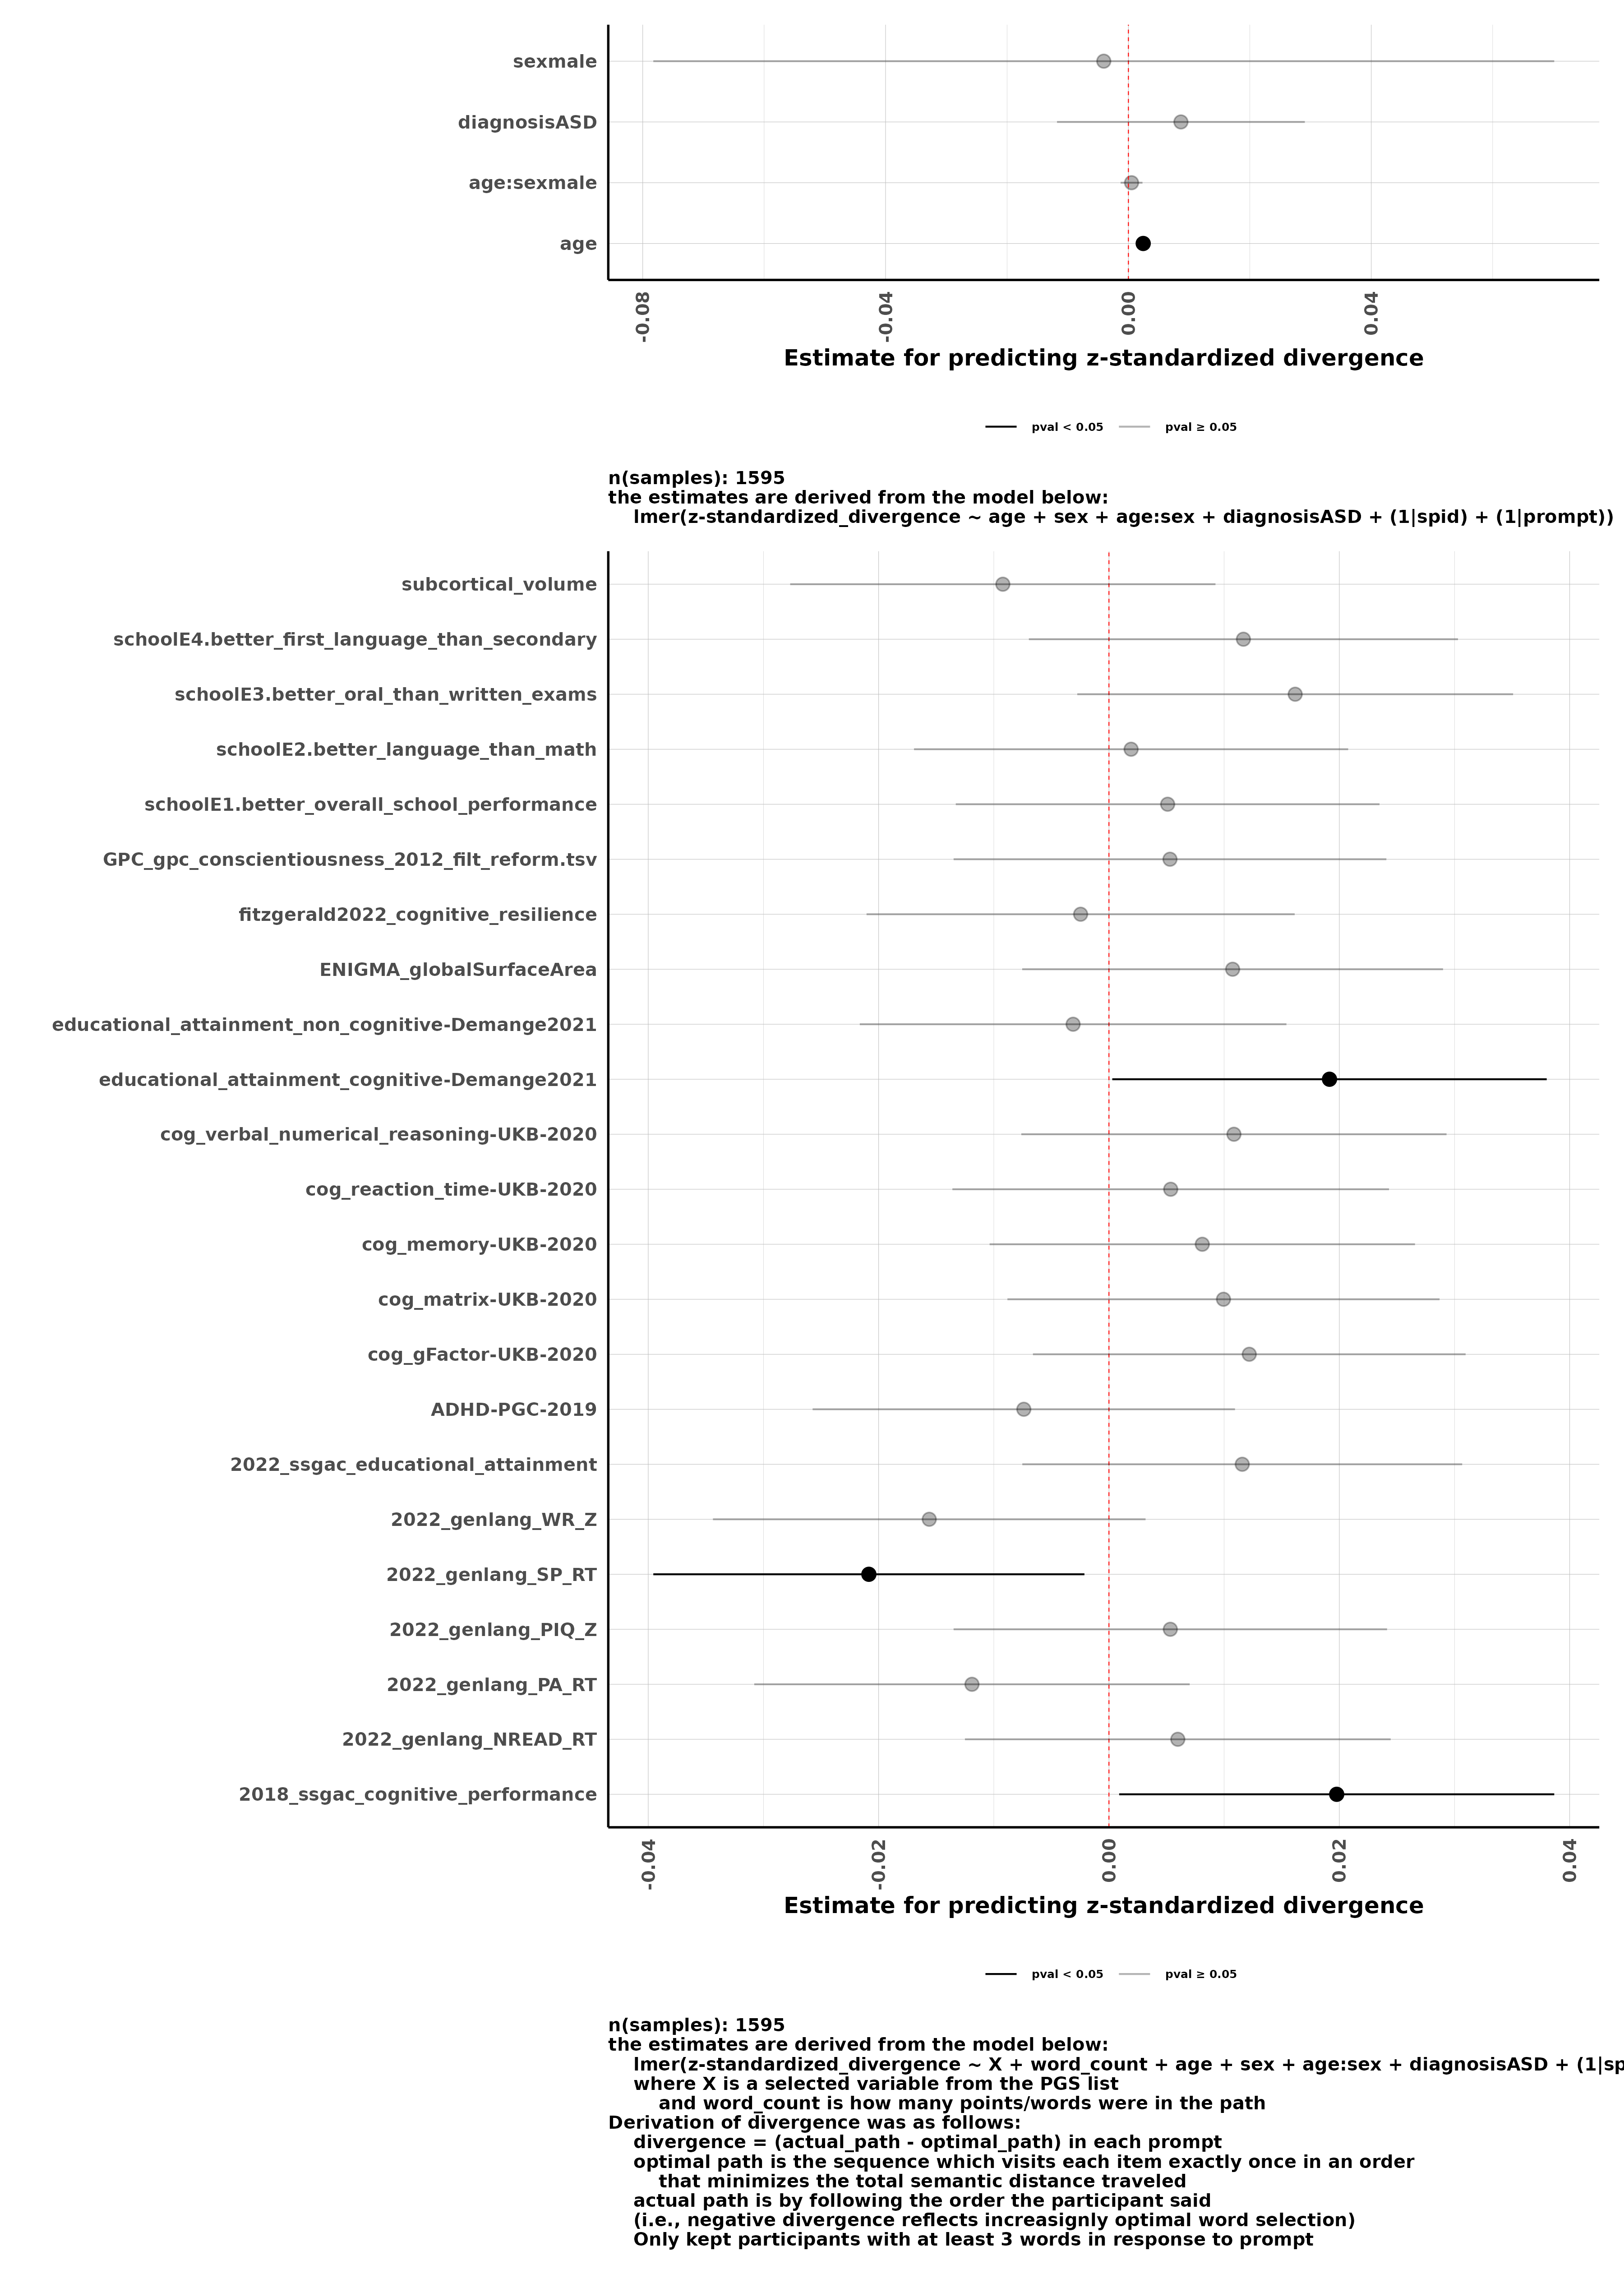 sexmale
diagnosisASD
age:sexmale
age
-0.08
-0.04
0.00
0.04
Estimate for predicting z-standardized divergence
pval < 0.05
pval ≥ 0.05
n(samples): 1595
the estimates are derived from the model below:
lmer(z-standardized_divergence ~ age + sex + age:sex + diagnosisASD + (1|spid) + (1|prompt))
subcortical_volume
schoolE4.better_first_language_than_secondary
schoolE3.better_oral_than_written_exams
schoolE2.better_language_than_math
schoolE1.better_overall_school_performance
GPC_gpc_conscientiousness_2012_filt_reform.tsv
fitzgerald2022_cognitive_resilience
ENIGMA_globalSurfaceArea
educational_attainment_non_cognitive-Demange2021
educational_attainment_cognitive-Demange2021
cog_verbal_numerical_reasoning-UKB-2020
cog_reaction_time-UKB-2020
cog_memory-UKB-2020
cog_matrix-UKB-2020
cog_gFactor-UKB-2020
ADHD-PGC-2019
2022_ssgac_educational_attainment
2022_genlang_WR_Z
2022_genlang_SP_RT
2022_genlang_PIQ_Z
2022_genlang_PA_RT
2022_genlang_NREAD_RT
2018_ssgac_cognitive_performance
-0.04
-0.02
0.00
0.02
0.04
Estimate for predicting z-standardized divergence
pval < 0.05
pval ≥ 0.05
n(samples): 1595
the estimates are derived from the model below:
lmer(z-standardized_divergence ~ X + word_count + age + sex + age:sex + diagnosisASD + (1|sp
where X is a selected variable from the PGS list
and word_count is how many points/words were in the path
Derivation of divergence was as follows:
divergence = (actual_path - optimal_path) in each prompt
optimal path is the sequence which visits each item exactly once in an order
that minimizes the total semantic distance traveled
actual path is by following the order the participant said
(i.e., negative divergence reflects increasignly optimal word selection)
Only kept participants with at least 3 words in response to prompt